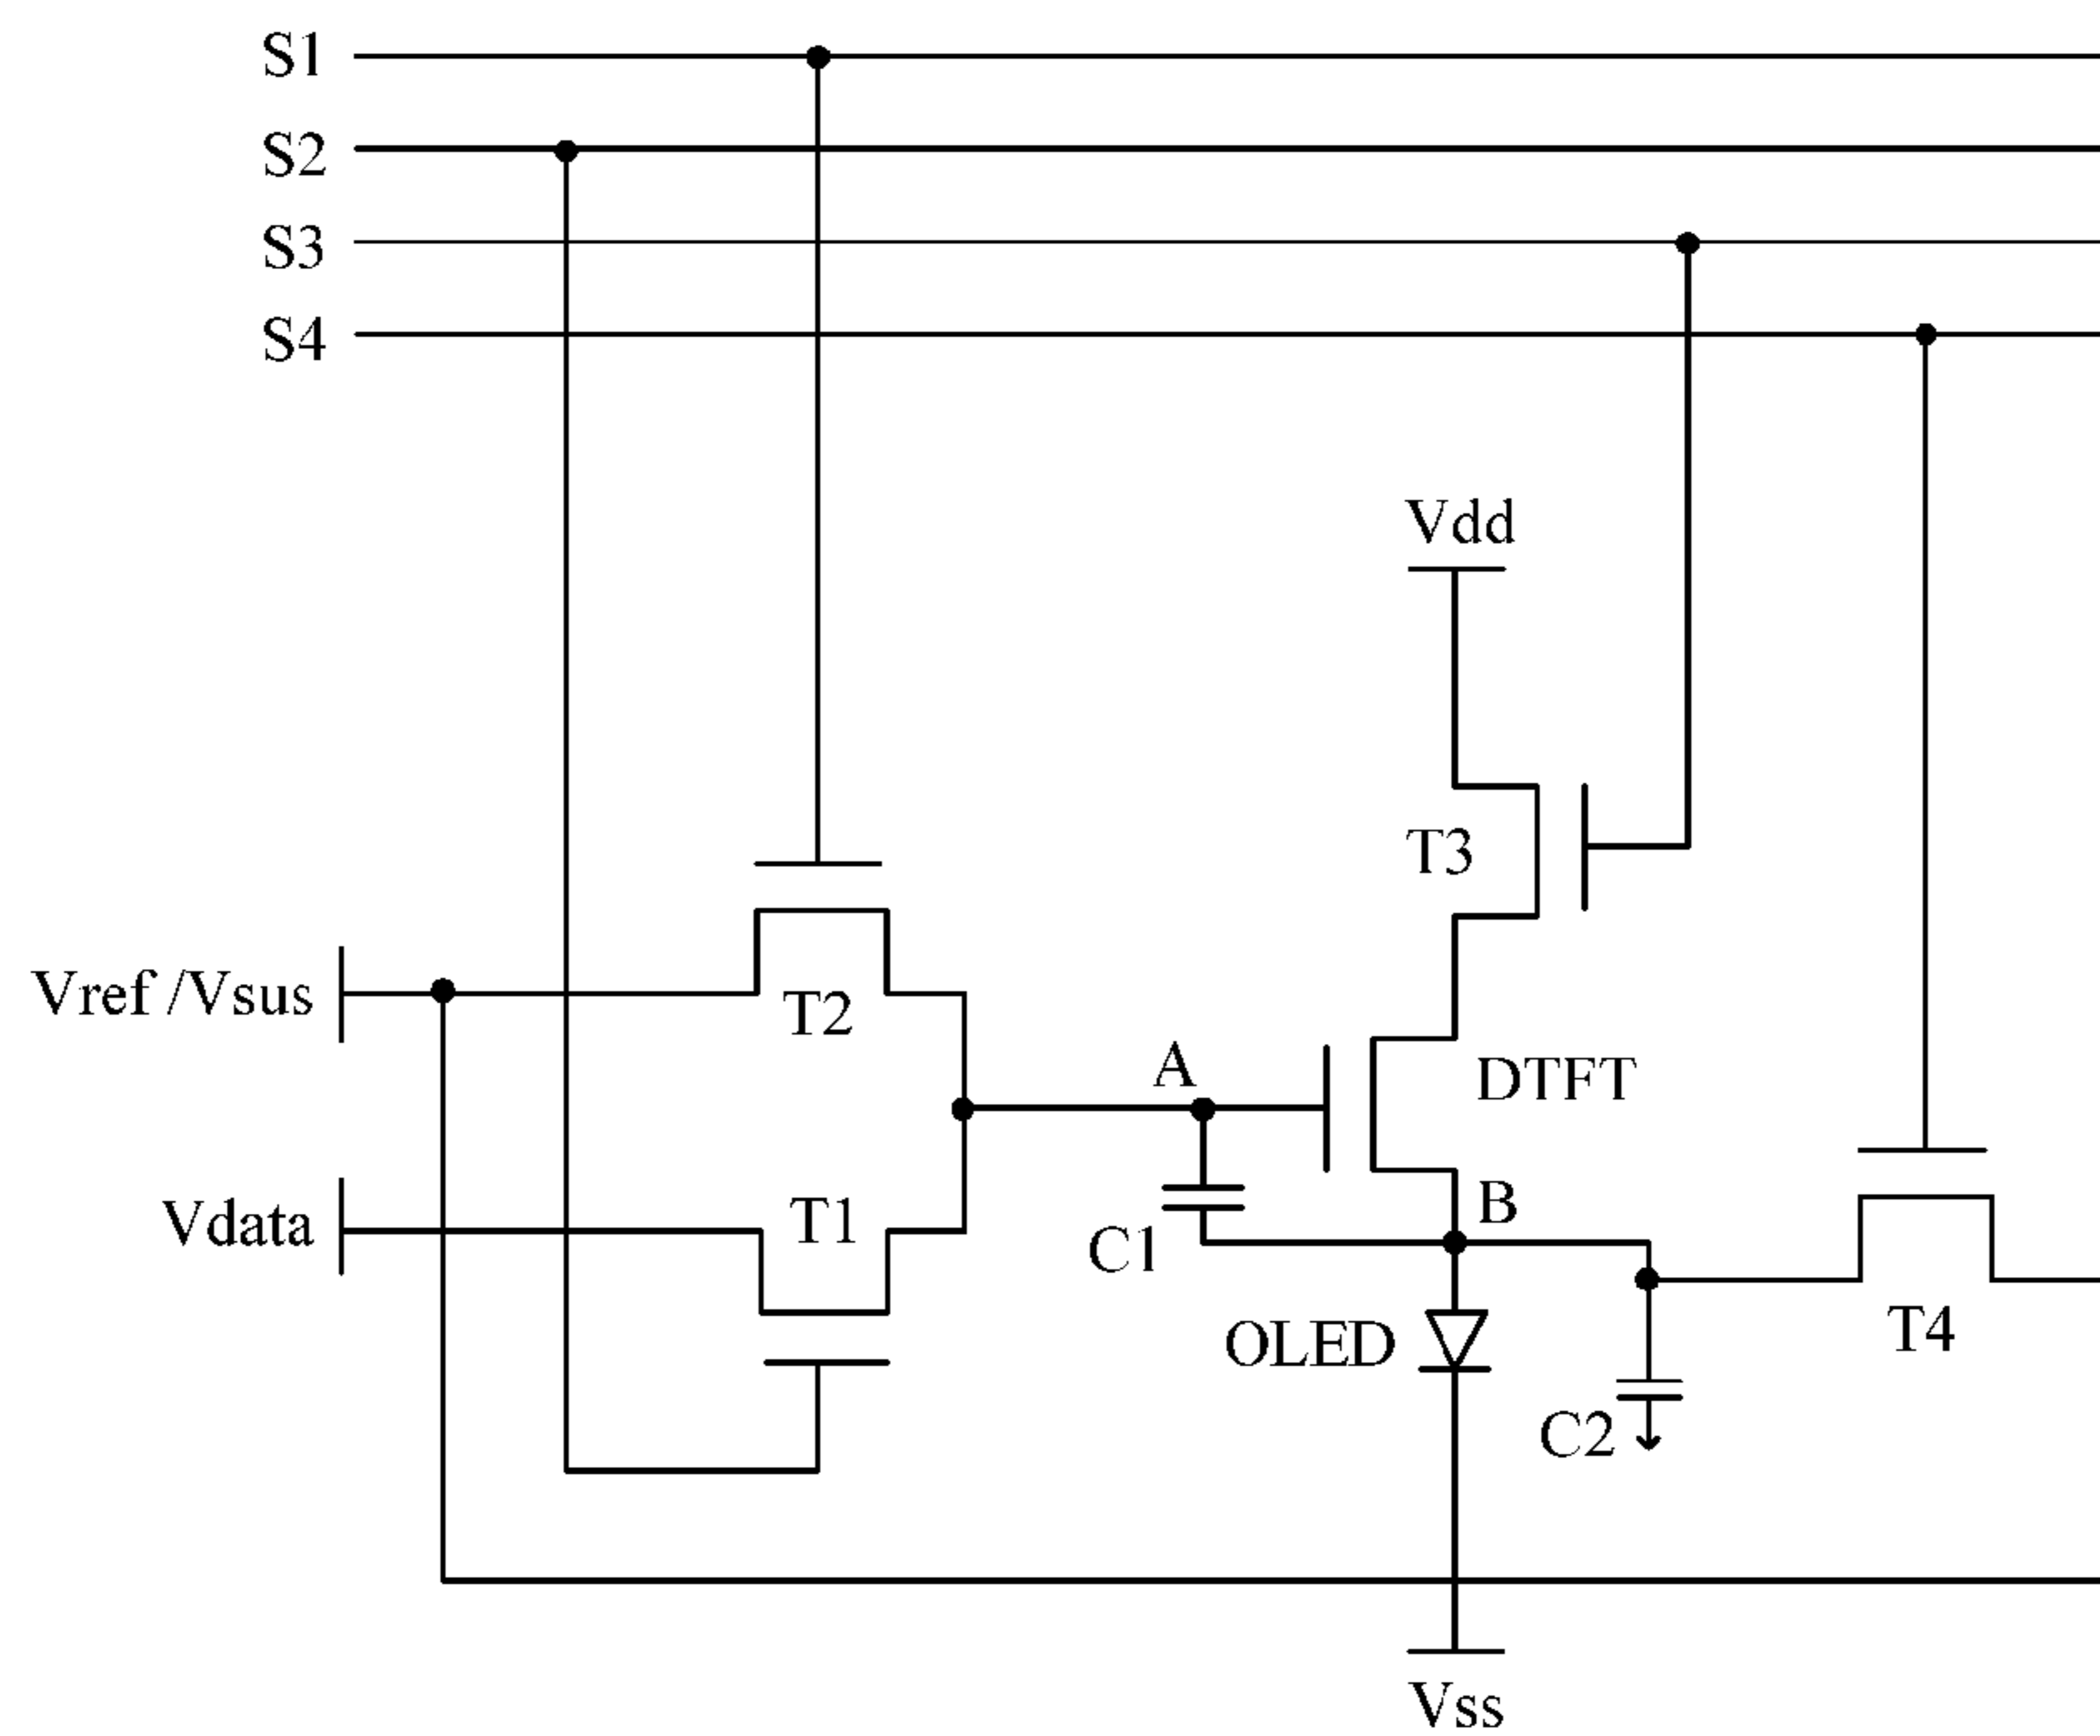 S1
S2
S3
S4
Vdd
T3
Vref /Vsus
T2
A
DTFT
Vdata
T1
B
C1
OLED
T4
C2
Vss